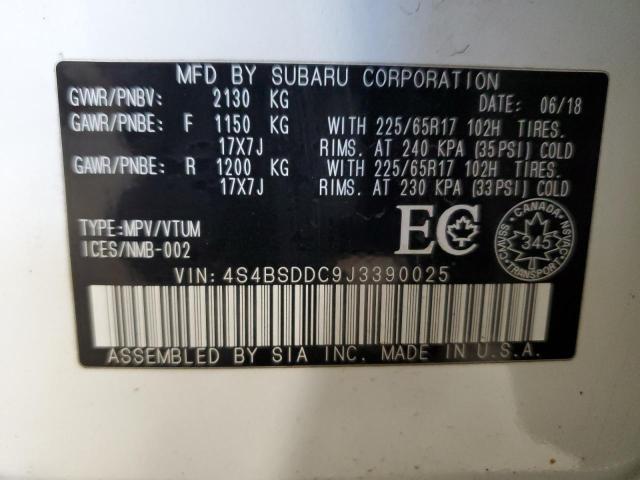 MFD BY SUBARU CORPORATION
GVWR/PNBV: 2130 KG DATE: 06/18
GAWR/PNBE: F 1150 KG WITH 225/65R17 102H TIRES.
17X7J RIMS. AT 240 KPA (35PSI) COLD
GAWR/PNBE: R 1200 KG WITH 225/65R17 102H TIRES.
17X7J RIMS. AT 230 KPA (33PSI) COLD
TYPE:MPV/VTUM
ICES/NMB-002
EC
CANADA
CMVSS NSVAC
345
TRANSPORT
VIN:4S4BSDDC9J3390025
ASSEMBLED BY SIA INC. MADE IN U.S.A.